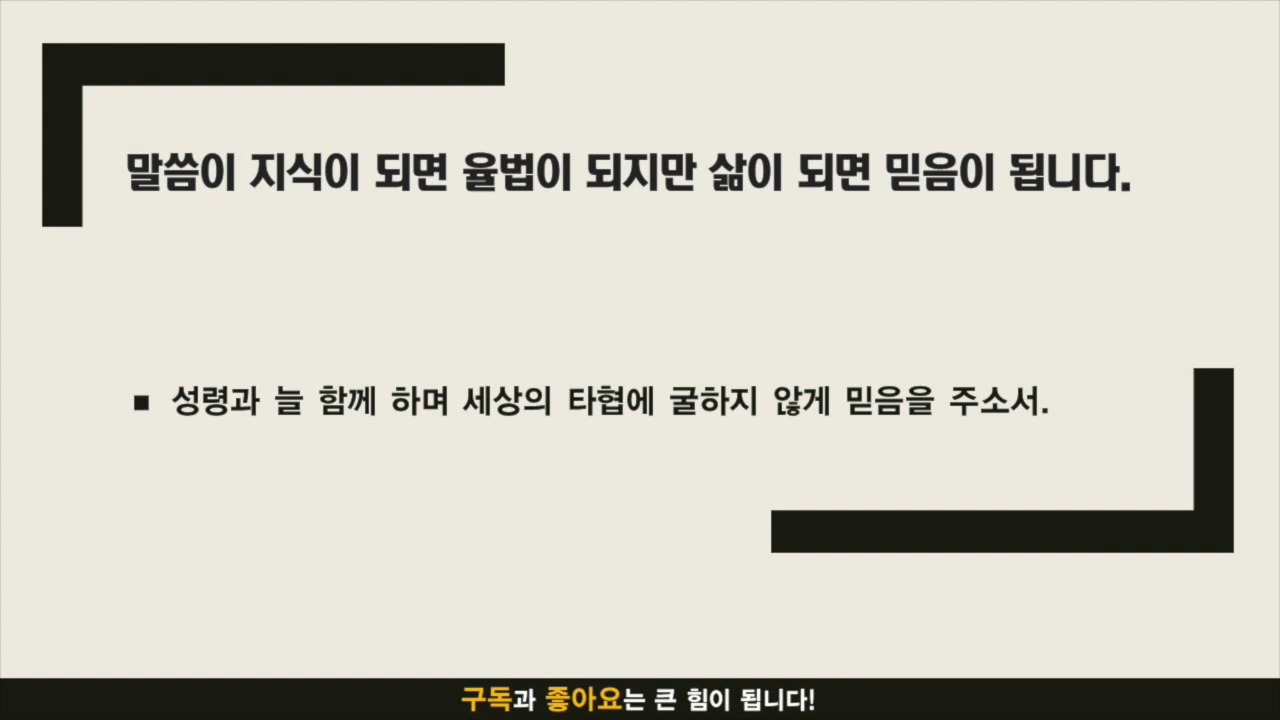 말씀이 지식이 되면 율법이 되지만 삶이 되면 믿음이 됩니다.
■ 성령과 늘 함께 하며 세상의 타협에 굴하지 않게 믿음을 주소서.
구독과 좋아요는 큰 힘이 됩니다!